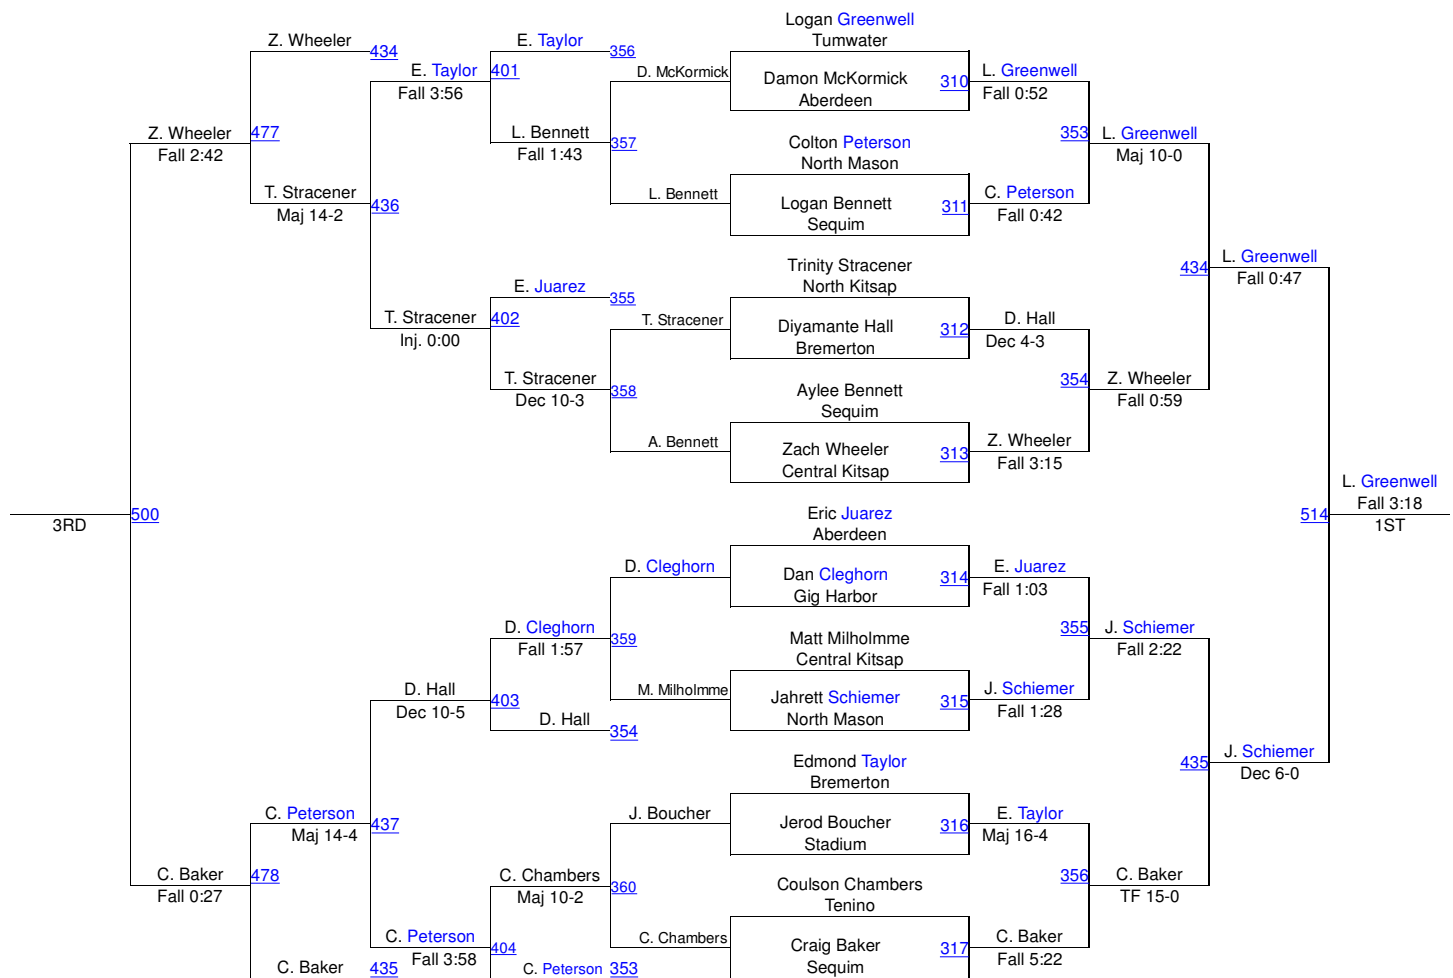 Logan Greenwell
Z. Wheeler
434
E. Taylor
356
Tumwater
E. Taylor
401
D. McKormick
Damon McKormick
310
L. Greenwell
Fall 3:56
Aberdeen
Fall 0:52
Z. Wheeler
477
L. Bennett
357
Colton Peterson
353
L. Greenwell
Fall 2:42
Fall 1:43
North Mason
Maj 10-0
T. Stracener
436
L. Bennett
Logan Bennett
311
C. Peterson
Maj 14-2
Sequim
Fall 0:42
Trinity Stracener
434
L. Greenwell
E. Juarez
355
North Kitsap
Fall 0:47
T. Stracener
402
T. Stracener
Diyamante Hall
312
D. Hall
Inj. 0:00
Bremerton
Dec 4-3
T. Stracener
358
Aylee Bennett
354
Z. Wheeler
Dec 10-3
Sequim
Fall 0:59
A. Bennett
Zach Wheeler
313
Z. Wheeler
Central Kitsap
Fall 3:15
L. Greenwell
Fall 3:18
3RD
500
Eric Juarez
514
1ST
Aberdeen
D. Cleghorn
Dan Cleghorn
314
E. Juarez
Gig Harbor
Fall 1:03
D. Cleghorn
359
Matt Milholmme
355
J. Schiemer
Fall 1:57
Central Kitsap
Fall 2:22
D. Hall
403
M. Milholmme
Jahrett Schiemer
315
J. Schiemer
Dec 10-5
D. Hall
354
North Mason
Fall 1:28
Edmond Taylor
435
J. Schiemer
Bremerton
Dec 6-0
C. Peterson
437
J. Boucher
Jerod Boucher
316
E. Taylor
Maj 14-4
Stadium
Maj 16-4
C. Baker
478
C. Chambers
360
Coulson Chambers
356
C. Baker
Fall 0:27
Maj 10-2
Tenino
TF 15-0
C. Peterson
404
C. Chambers
Craig Baker
317
C. Baker
Fall 3:58
C. Baker
435
C. Peterson
353
Sequim
Fall 5:22